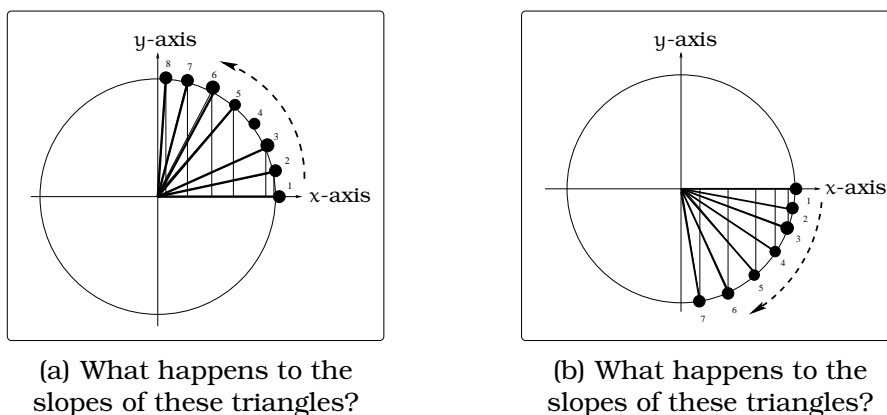 y-axis
8
7
6
5
4
3
2
1
x-axis
(a) What happens to the
slopes of these triangles?
y-axis
x-axis
1
2
3
4
5
6
7
(b) What happens to the
slopes of these triangles?